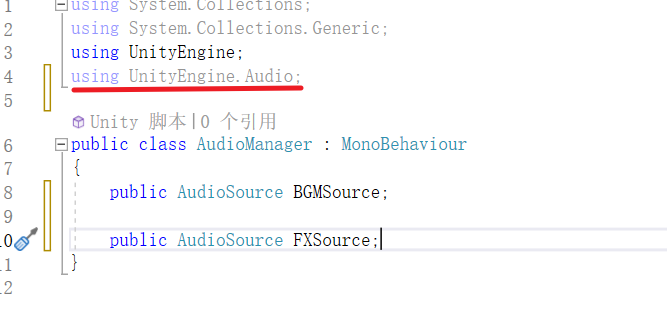 1 using System.Collections;
2 using System.Collections.Generic;
3 using UnityEngine;
4 using UnityEngine.Audio;
5
Unity 脚本|0 个引用
6 public class AudioManager : MonoBehaviour
7 {
8 public AudioSource BGMSource;
9
10 public AudioSource FXSource;
11 }
12